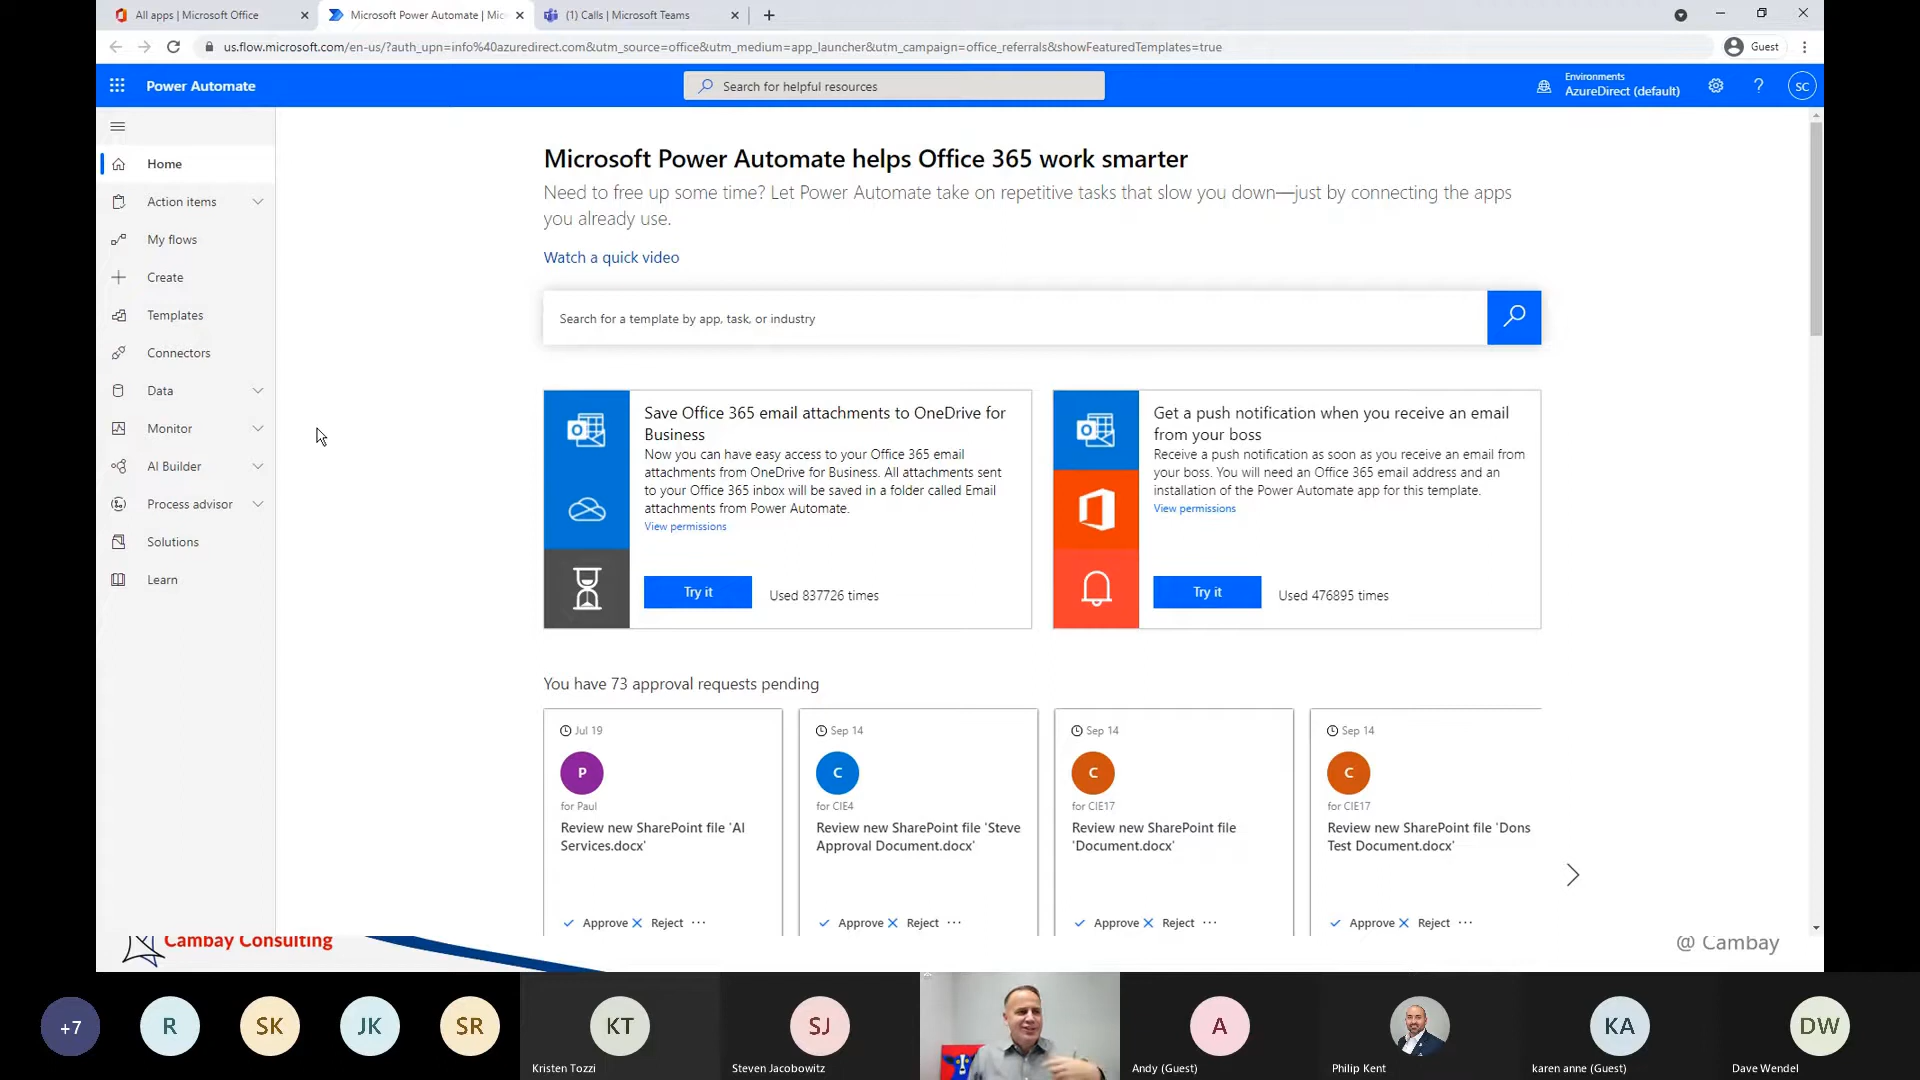 All apps | Microsoft Office
Microsoft Power Automate | Mic
(1) Calls | Microsoft Teams
us.flow.microsoft.com/en-us/?auth_upn=info%40azuredirect.com&utm_source=office&utm_medium=app_launcher&utm_campaign=office_referrals&showFeaturedTemplates=true
Guest
Power Automate
Search for helpful resources
Environments
AzureDirect (default)
?
SC
Home
Action items
My flows
Create
Templates
Connectors
Data
Monitor
AI Builder
Process advisor
Solutions
Learn
Microsoft Power Automate helps Office 365 work smarter
Need to free up some time? Let Power Automate take on repetitive tasks that slow you down—just by connecting the apps
you already use.
Watch a quick video
Search for a template by app, task, or industry
Save Office 365 email attachments to OneDrive for
Business
Now you can have easy access to your Office 365 email
attachments from OneDrive for Business. All attachments sent
to your Office 365 inbox will be saved in a folder called Email
attachments from Power Automate.
View permissions
Try it
Used 837726 times
Get a push notification when you receive an email
from your boss
Receive a push notification as soon as you receive an email from
your boss. You will need an Office 365 email address and an
installation of the Power Automate app for this template.
View permissions
Try it
Used 476895 times
You have 73 approval requests pending
Jul 19
P
for Paul
Review new SharePoint file 'AI
Services.docx'
Approve
Reject
Sep 14
C
for CIE4
Review new SharePoint file 'Steve
Approval Document.docx'
Approve
Reject
Sep 14
C
for CIE17
Review new SharePoint file
'Document.docx'
Approve
Reject
Sep 14
C
for CIE17
Review new SharePoint file 'Dons
Test Document.docx'
Approve
Reject
Cambay Consulting
@ Cambay
+7
R
SK
JK
SR
KT
Kristen Tozzi
SJ
Steven Jacobowitz
A
Andy (Guest)
Philip Kent
KA
karen anne (Guest)
DW
Dave Wendel